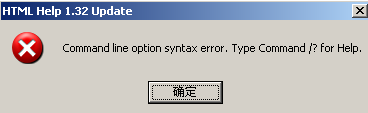 HTML Help 1.32 Update
Command line option syntax error. Type Command /? for Help.
确定